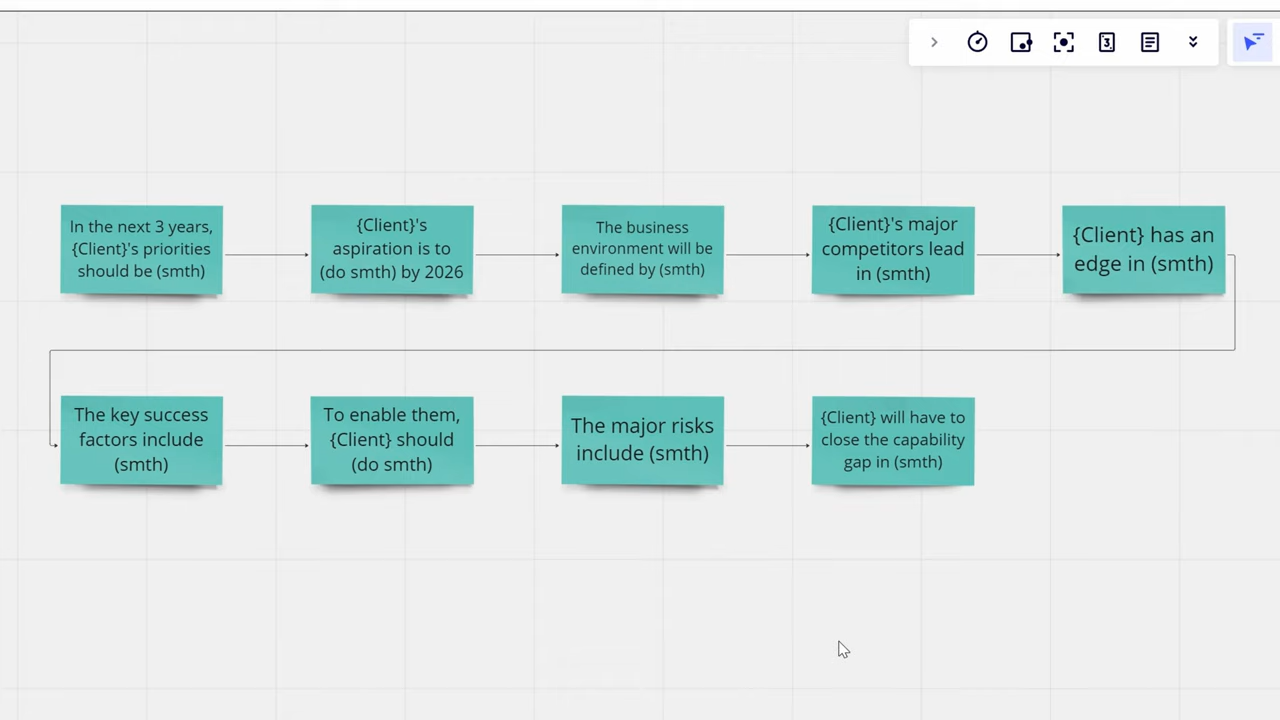 3
In the next 3 years,
{Client}'s priorities
should be (smth)
{Client}'s
aspiration is to
(do smth) by 2026
The business
environment will be
defined by (smth)
{Client}'s major
competitors lead
in (smth)
{Client} has an
edge in (smth)
The key success
factors include
(smth)
To enable them,
{Client} should
(do smth)
The major risks
include (smth)
{Client} will have to
close the capability
gap in (smth)